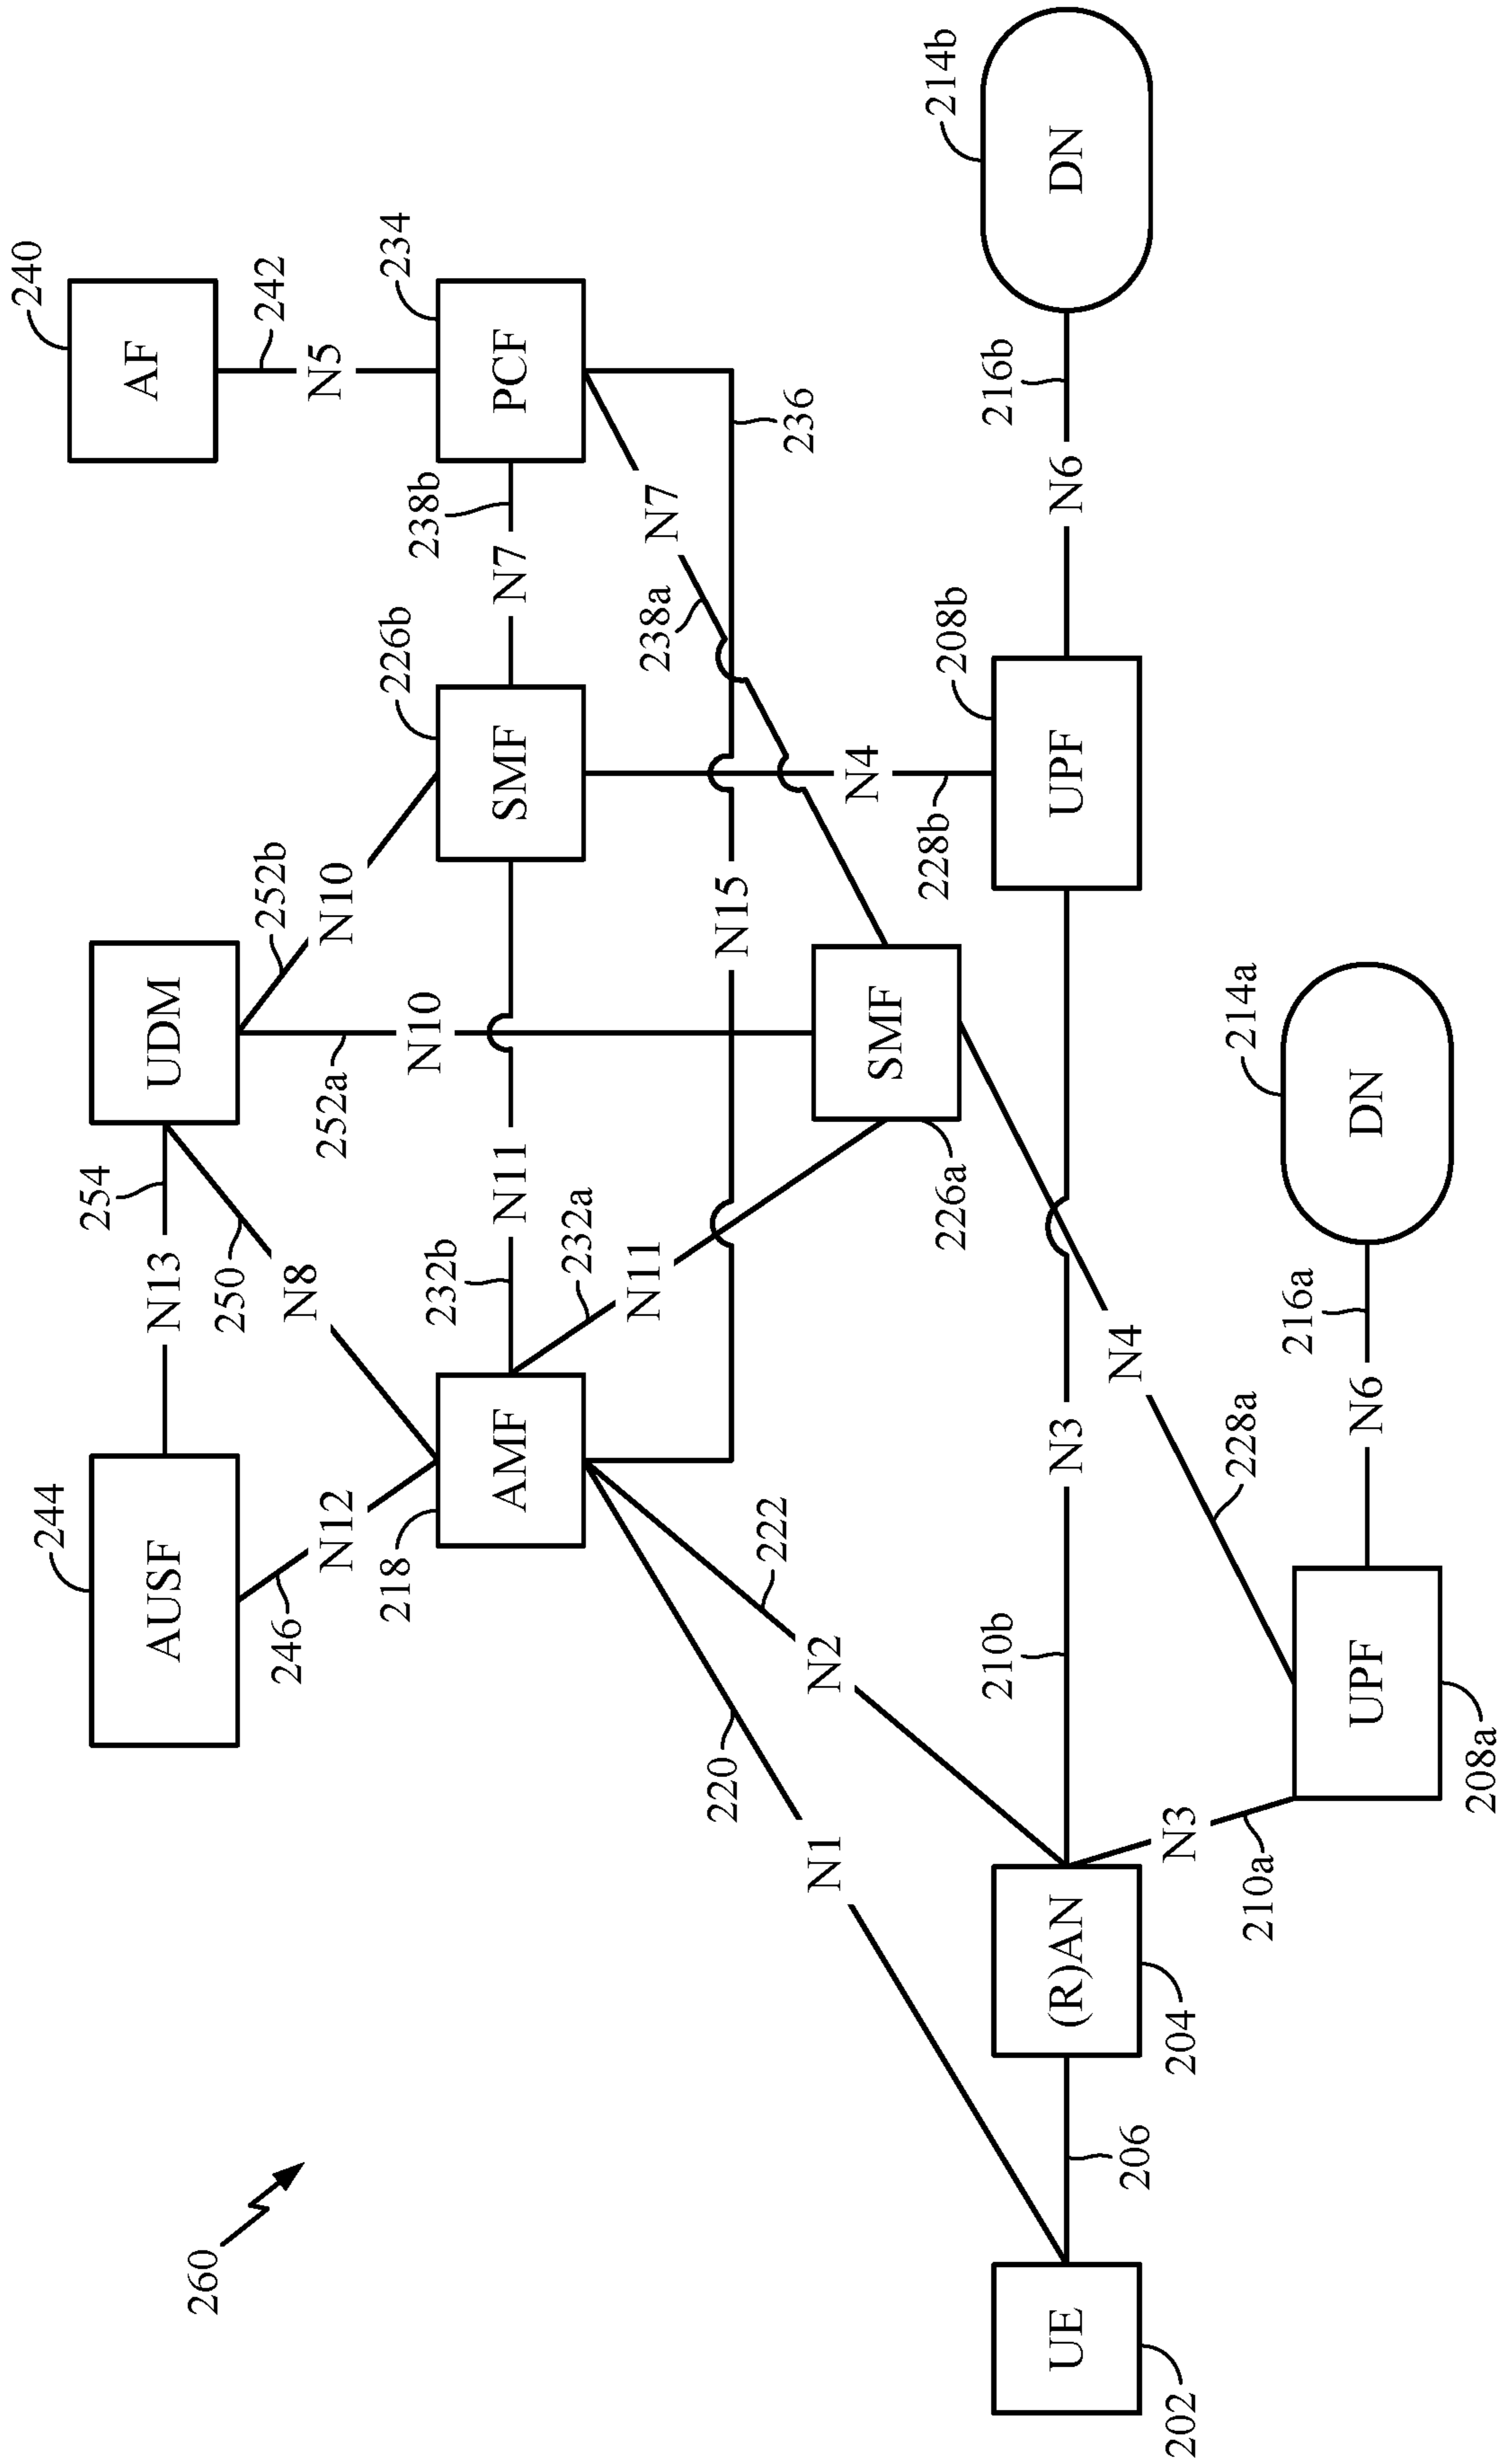 260
244
AUSF
N13
254
UDM
240
AF
246
N12
250
N8
252a
N10
252b
N10
242
N5
218
AMF
232b
N11
232a
N11
226b
SMF
N7
238b
234
PCF
220
N1
222
N2
226a
SMF
N15
238a
N7
236
228b
N4
202
UE
206
204
(R)AN
210b
N3
208b
UPF
N6
216b
214b
DN
210a
N3
208a
UPF
228a
N4
N6
216a
214a
DN